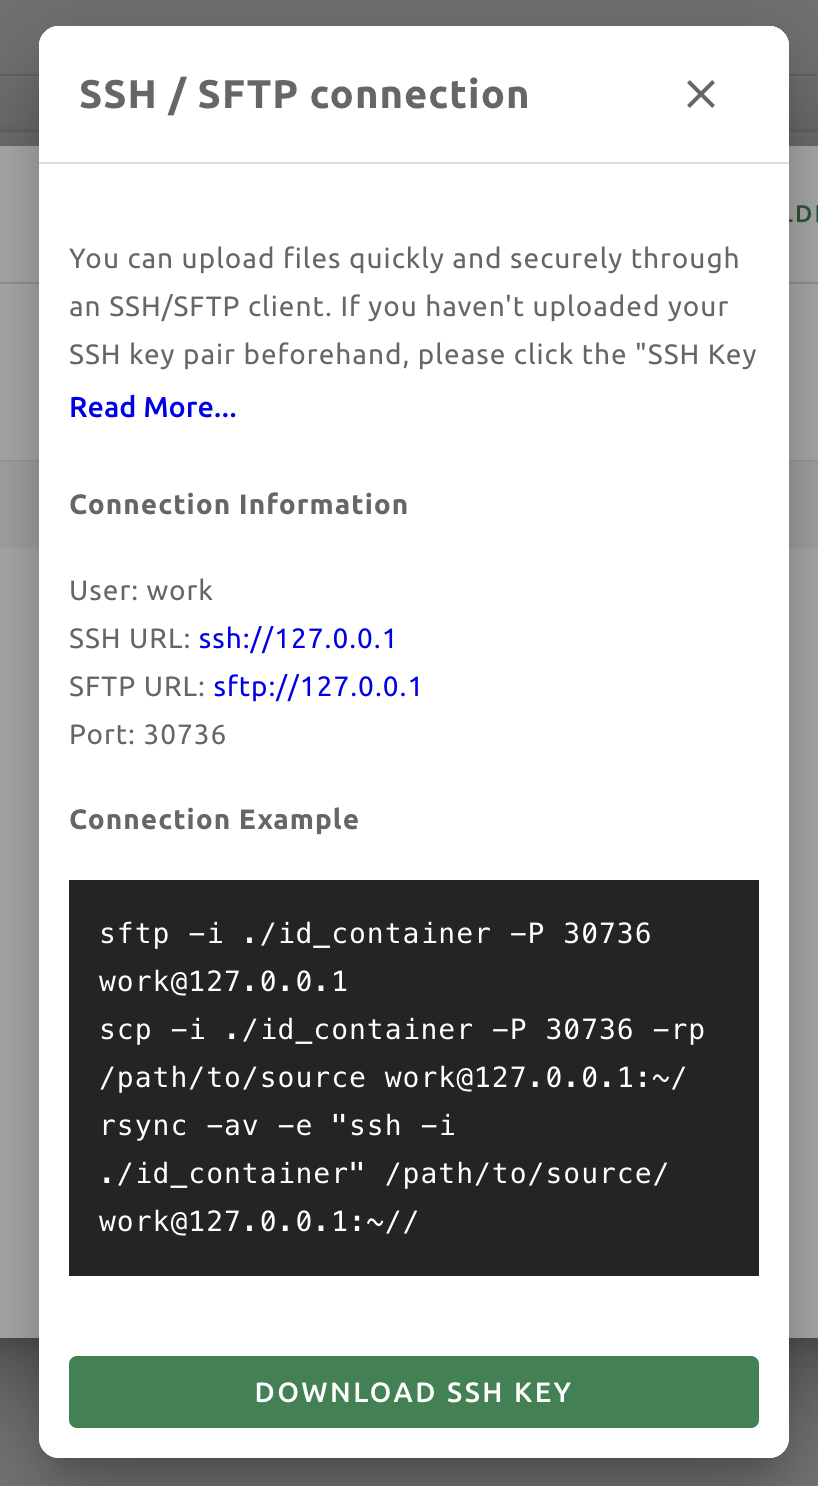 SSH / SFTP connection
You can upload files quickly and securely through
an SSH/SFTP client. If you haven't uploaded your
SSH key pair beforehand, please click the "SSH Key
Read More...
Connection Information
User: work
SSH URL: ssh://127.0.0.1
SFTP URL: sftp://127.0.0.1
Port: 30736
Connection Example
sftp -i ./id_container -P 30736
work@127.0.0.1
scp -i ./id_container -P 30736 -rp
/path/to/source work@127.0.0.1:~/
rsync -av -e "ssh -i
./id_container" /path/to/source/
work@127.0.0.1:~//
DOWNLOAD SSH KEY